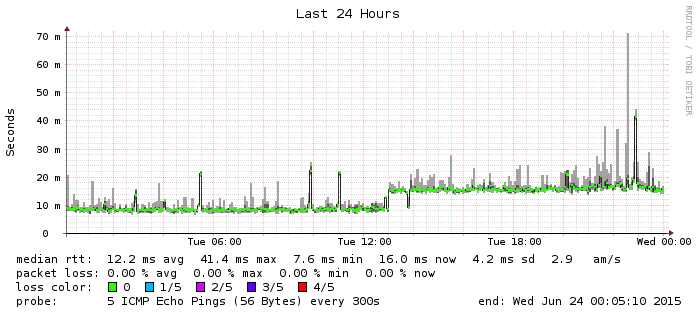 Last 24 Hours
RRDTOOL / TOBI OETIKER
Seconds
70 m
60 m
50 m
40 m
30 m
20 m
10 m
0
Tue 06:00 Tue 12:00 Tue 18:00 Wed 00:00
median rtt: 12.2 ms avg 41.4 ms max 7.6 ms min 16.0 ms now 4.2 ms sd 2.9 am/s
packet loss: 0.00 % avg 0.00 % max 0.00 % min 0.00 % now
loss color: 0 1/5 2/5 3/5 4/5
probe: 5 ICMP Echo Pings (56 Bytes) every 300s end: Wed Jun 24 00:05:10 2015